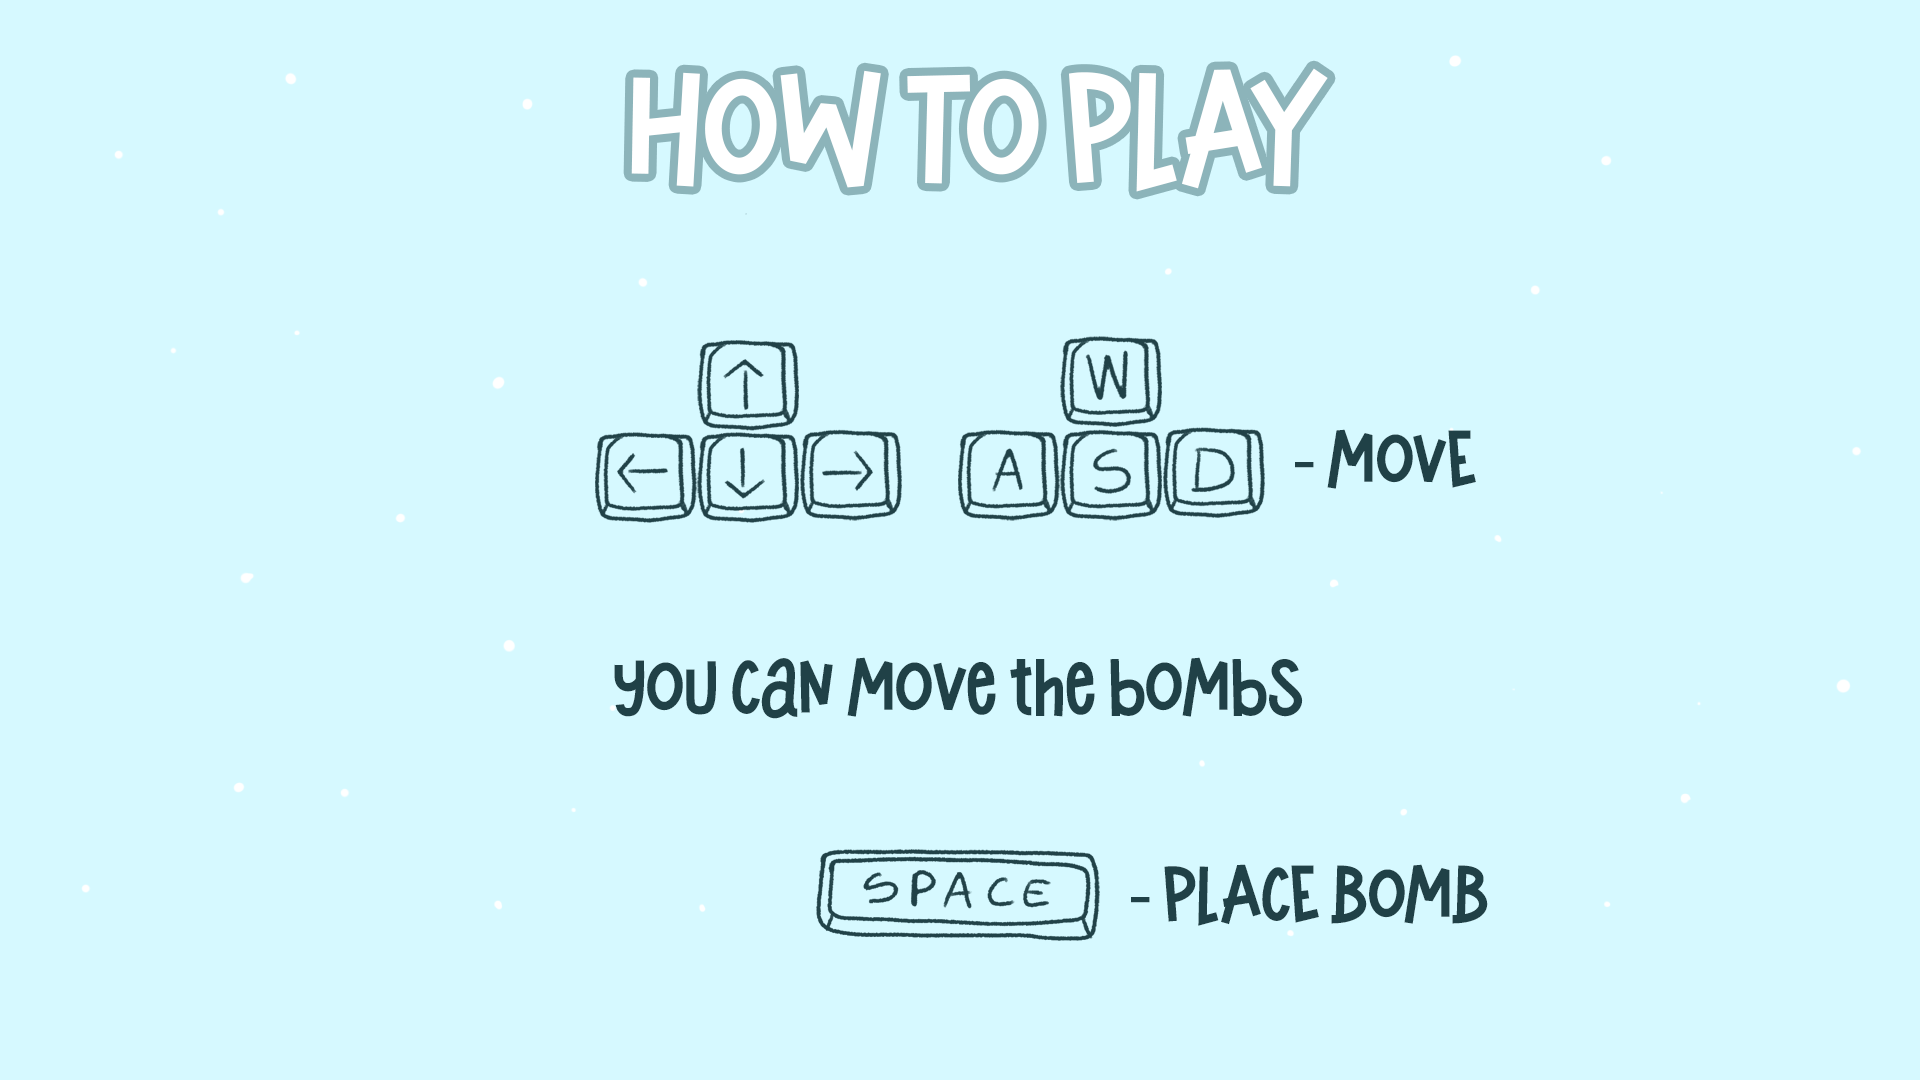 HOW TO PLAY
↑ W
← ↓ → A S D - MOVE
you can move the bombs
SPACE - PLACE BOMB